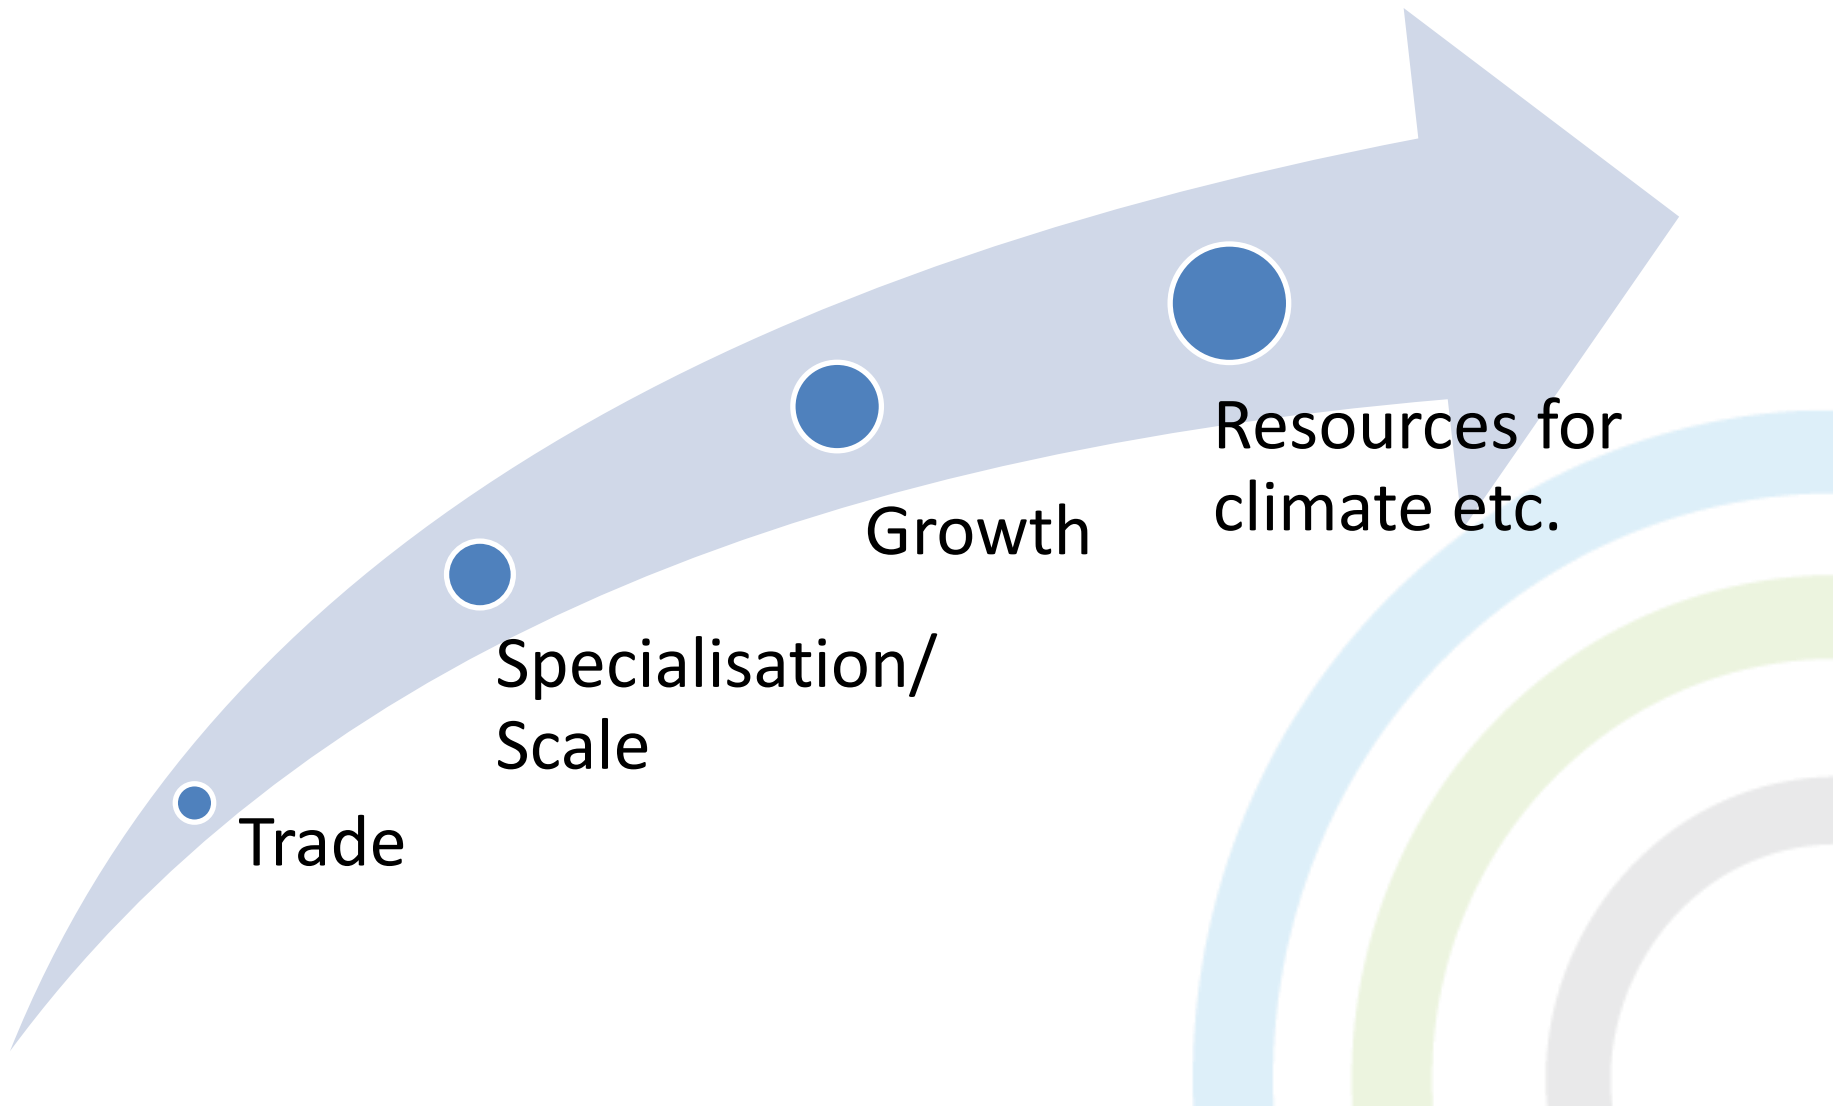 Trade
Specialisation/
Scale
Growth
Resources for
climate etc.